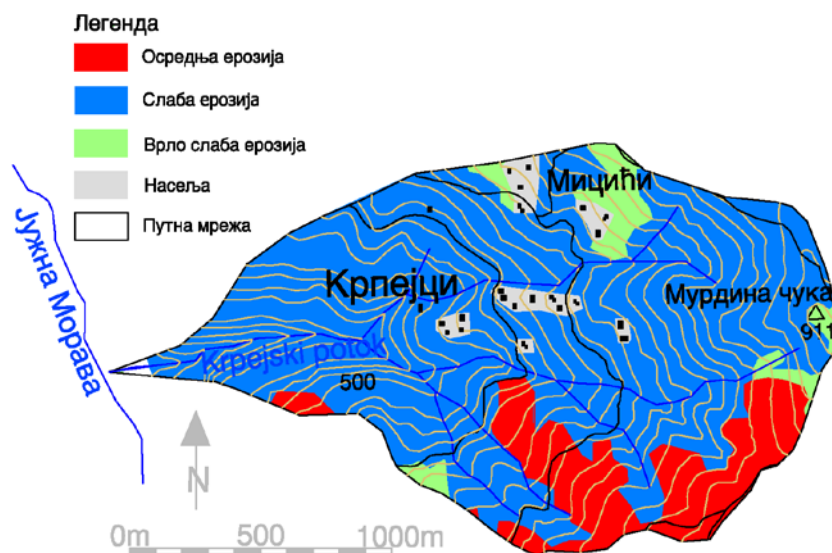 Легенда
Осредња ерозија
Слаба ерозија
Врло слаба ерозија
Насеља
Путна мрежа
Мицићи
Јужна Морава
Крпејци
Мурдина чука
911
Krpejski potok
500
N
0m 500 1000m